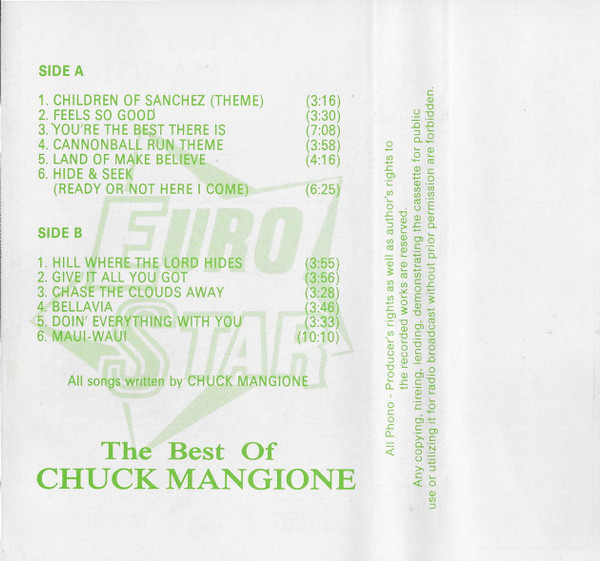 SIDE A
1. CHILDREN OF SANCHEZ (THEME) (3:16)
2. FEELS SO GOOD (3:30)
3. YOU'RE THE BEST THERE IS (7:08)
4. CANNONBALL RUN THEME (3:58)
5. LAND OF MAKE BELIEVE (4:16)
6. HIDE & SEEK
(READY OR NOT HERE I COME) (6:25)
EURO
STAR
SIDE B
1. HILL WHERE THE LORD HIDES (3:55)
2. GIVE IT ALL YOU GOT (3:56)
3. CHASE THE CLOUDS AWAY (3:28)
4. BELLAVIA (3:46)
5. DOIN' EVERYTHING WITH YOU (3:33)
6. MAUI-WAUI (10:10)
All songs written by CHUCK MANGIONE
The Best Of
CHUCK MANGIONE
All Phono - Producer's rights as well as author's rights to
the recorded works are reserved.
Any copying, hireing, lending, demonstrating the cassette for public
use or utilizing it for radio broadcast without prior permission are forbidden.